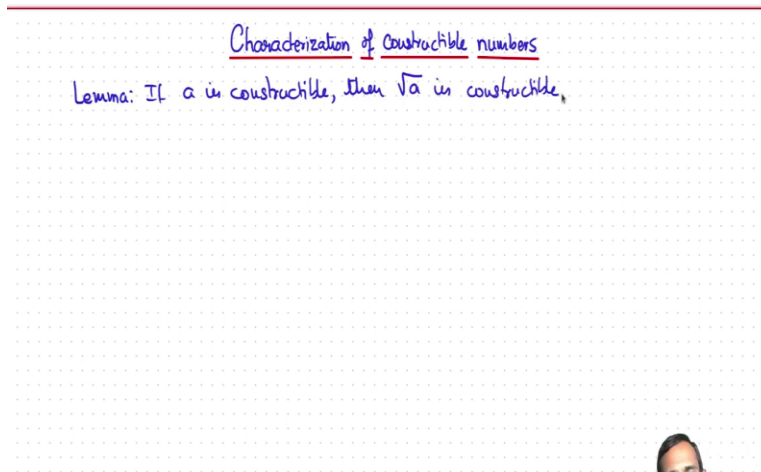 Characterization of constructible numbers
Lemma: If a is constructible, then √a is constructible.